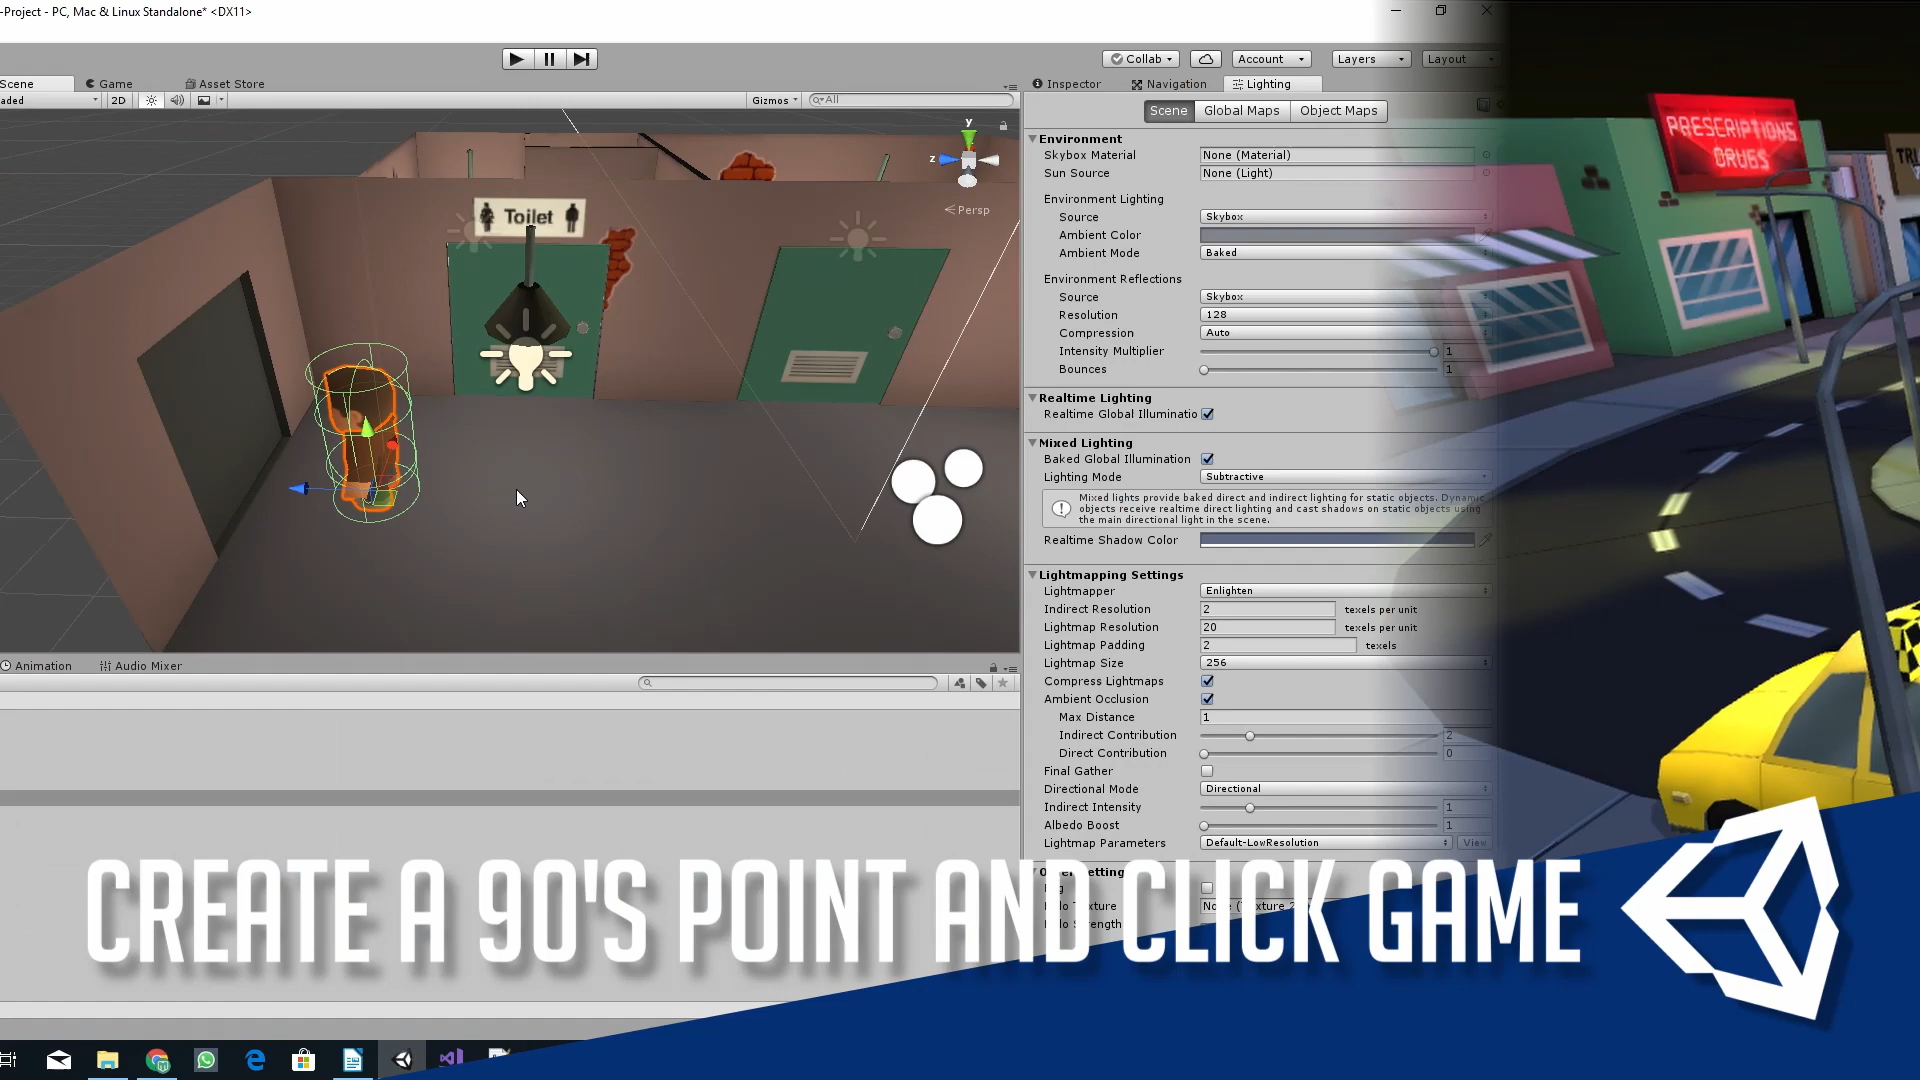 -Project - PC, Mac & Linux Standalone* <DX11>
Collab
Account
Layers
Layout
Scene
Game
Asset Store
Inspector
Navigation
Lighting
aded
2D
Gizmos
All
Scene
Global Maps
Object Maps
y
z
Persp
Toilet
PRESCRIPTIONS
DRUGS
Environment
Skybox Material
None (Material)
Sun Source
None (Light)
Environment Lighting
Source
Skybox
Ambient Color
Ambient Mode
Baked
Environment Reflections
Source
Skybox
Resolution
128
Compression
Auto
Intensity Multiplier
1
Bounces
1
Realtime Lighting
Realtime Global Illuminatio
Mixed Lighting
Baked Global Illumination
Lighting Mode
Subtractive
Mixed lights provide baked direct and indirect lighting for static objects. Dynamic
objects receive realtime direct lighting and cast shadows on static objects using
the main directional light in the scene.
Realtime Shadow Color
Lightmapping Settings
Lightmapper
Enlighten
Indirect Resolution
2
texels per unit
Lightmap Resolution
20
texels per unit
Lightmap Padding
2
texels
Lightmap Size
256
Compress Lightmaps
Ambient Occlusion
Max Distance
1
Indirect Contribution
2
Direct Contribution
0
Final Gather
Directional Mode
Directional
Indirect Intensity
1
Albedo Boost
1
Lightmap Parameters
Default-LowResolution
View
Animation
Audio Mixer
CREATE A 90'S POINT AND CLICK GAME